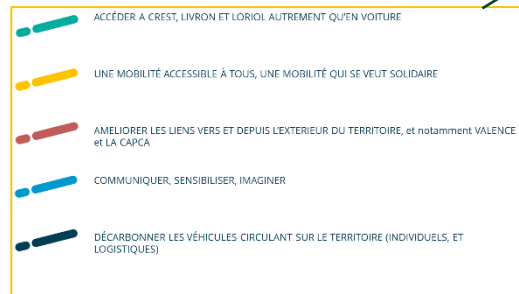 ACCÉDER A CREST, LIVRON ET LORIOL AUTREMENT QU'EN VOITURE
UNE MOBILITÉ ACCESSIBLE À TOUS, UNE MOBILITÉ QUI SE VEUT SOLIDAIRE
AMELIORER LES LIENS VERS ET DEPUIS L'EXTERIEUR DU TERRITOIRE, et notamment VALENCE
et LA CAPCA
COMMUNIQUER, SENSIBILISER, IMAGINER
DÉCARBONNER LES VÉHICULES CIRCULANT SUR LE TERRITOIRE (INDIVIDUELS, ET
LOGISTIQUES)